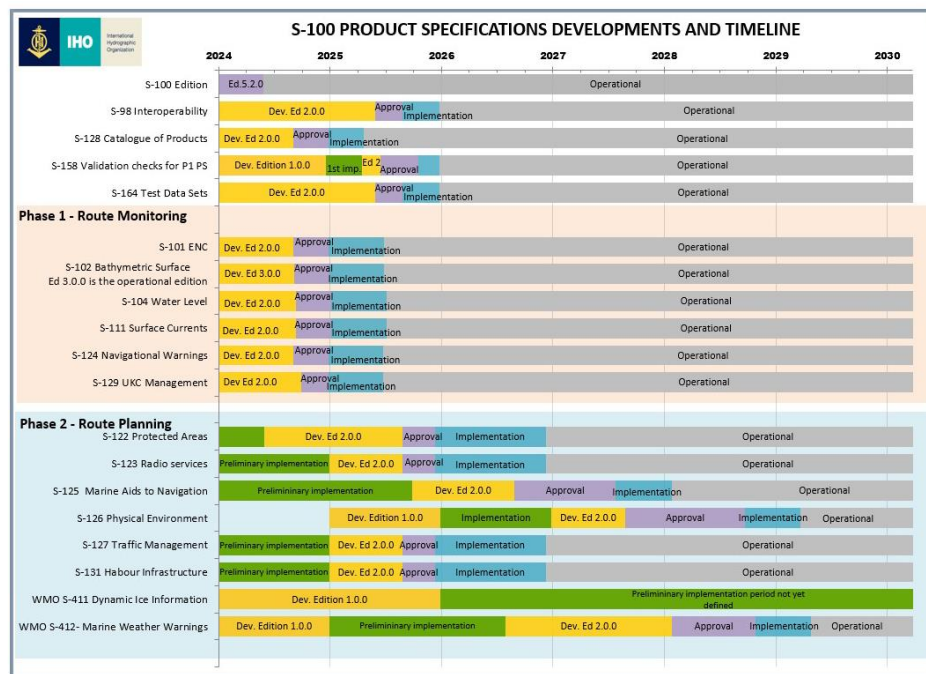 IHO
International
Hydrographic
Organization
S-100 PRODUCT SPECIFICATIONS DEVELOPMENTS AND TIMELINE
2024 2025 2026 2027 2028 2029 2030
S-100 Edition Ed.5.2.0 Operational
S-98 Interoperability Dev. Ed 2.0.0 Approval Implementation Operational
S-128 Catalogue of Products Dev. Ed 2.0.0 Approval Implementation Operational
S-158 Validation checks for P1 PS Dev. Edition 1.0.0 1st imp. Ed 2 Approval Operational
S-164 Test Data Sets Dev. Ed 2.0.0 Approval Implementation Operational
Phase 1 - Route Monitoring
S-101 ENC Dev. Ed 2.0.0 Approval Implementation Operational
S-102 Bathymetric Surface
Ed 3.0.0 is the operational edition Dev. Ed 3.0.0 Approval Implementation Operational
S-104 Water Level Dev. Ed 2.0.0 Approval Implementation Operational
S-111 Surface Currents Dev. Ed 2.0.0 Approval Implementation Operational
S-124 Navigational Warnings Dev. Ed 2.0.0 Approval Implementation Operational
S-129 UKC Management Dev Ed 2.0.0 Approval Implementation Operational
Phase 2 - Route Planning
S-122 Protected Areas Dev. Ed 2.0.0 Approval Implementation Operational
S-123 Radio services Preliminary implementation Dev. Ed 2.0.0 Approval Implementation Operational
S-125 Marine Aids to Navigation Prelimininary implementation Dev. Ed 2.0.0 Approval Implementation Operational
S-126 Physical Environment Dev. Edition 1.0.0 Implementation Dev. Ed 2.0.0 Approval Implementation Operational
S-127 Traffic Management Preliminary implementation Dev. Ed 2.0.0 Approval Implementation Operational
S-131 Habour Infrastructure Preliminary implementation Dev. Ed 2.0.0 Approval Implementation Operational
WMO S-411 Dynamic Ice Information Dev. Edition 1.0.0 Prelimininary implementation period not yet
defined
WMO S-412- Marine Weather Warnings Dev. Edition 1.0.0 Prelimininary implementation Dev. Ed 2.0.0 Approval Implementation Operational